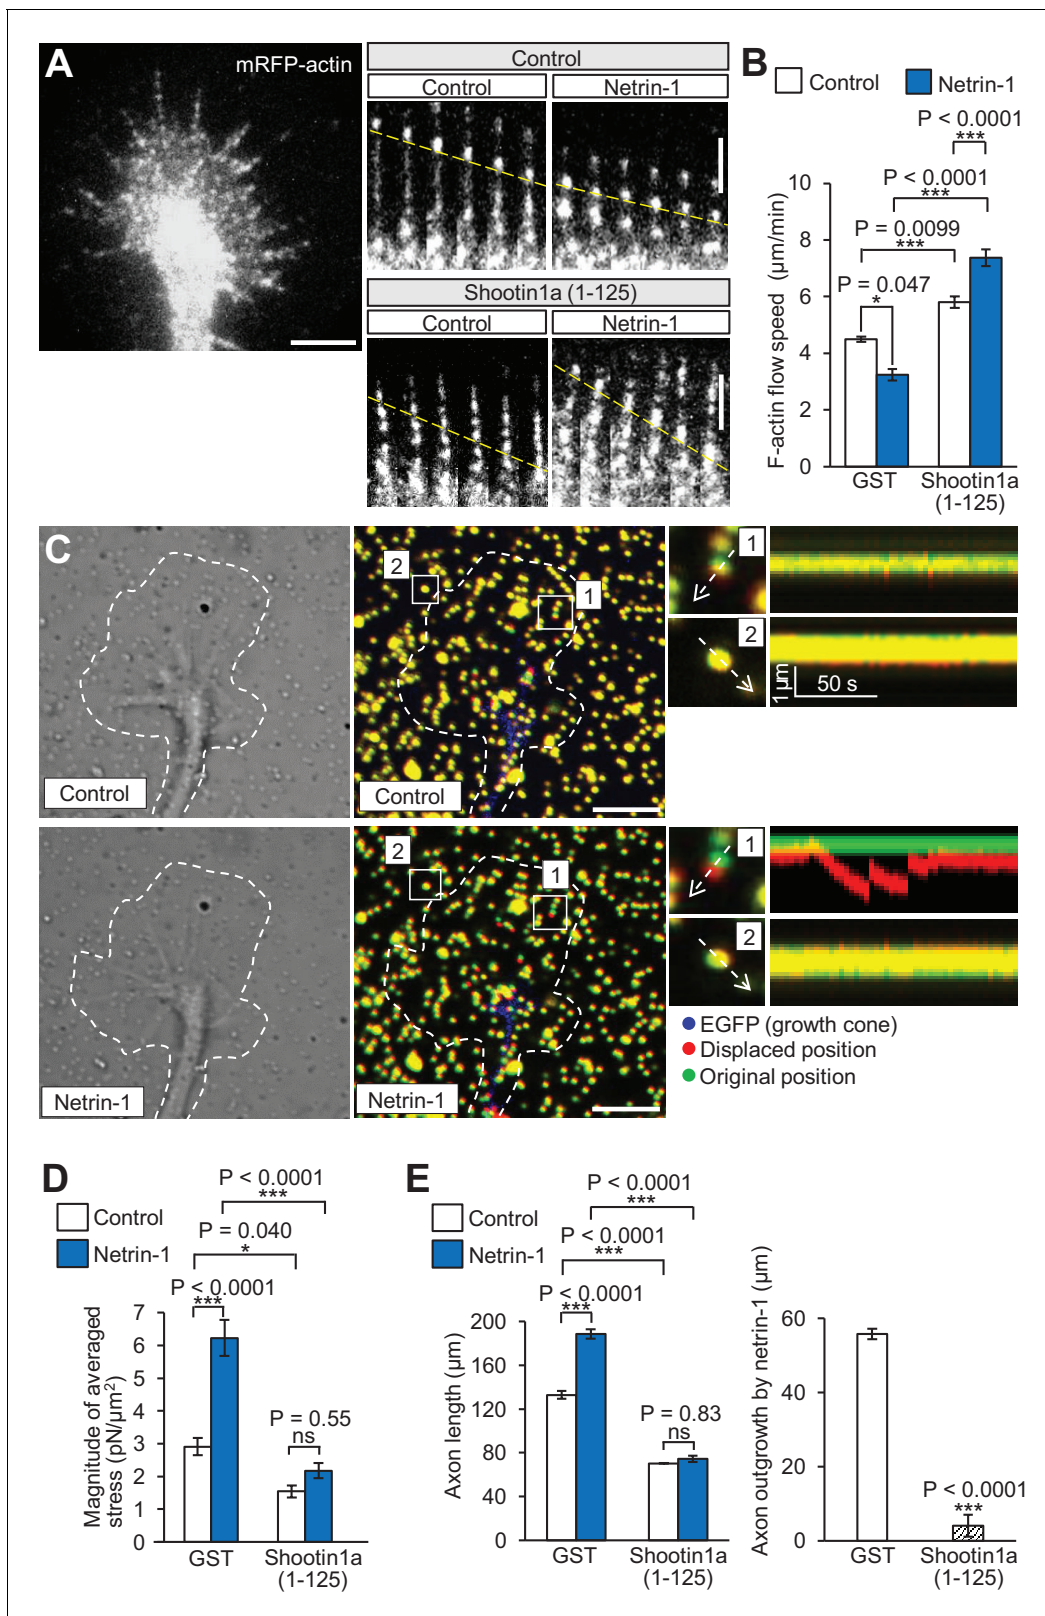 A
mRFP-actin
Control
Control
Netrin-1
Shootin1a (1-125)
Control
Netrin-1
B
Control
Netrin-1
P < 0.0001
***
P < 0.0001
***
P = 0.0099
***
P = 0.047
*
F-actin flow speed (μm/min)
10
8
6
4
2
0
GST
Shootin1a
(1-125)
C
Control
2
1
Control
1
2
1 μm
50 s
Netrin-1
2
1
Netrin-1
1
2
EGFP (growth cone)
Displaced position
Original position
D
Control
Netrin-1
P < 0.0001
***
P = 0.040
*
P < 0.0001
***
P = 0.55
ns
Magnitude of averaged
stress (pN/μm²)
7
6
5
4
3
2
1
0
GST
Shootin1a
(1-125)
E
Control
Netrin-1
P < 0.0001
***
P < 0.0001
***
P < 0.0001
***
P = 0.83
ns
Axon length (μm)
200
160
120
80
40
0
GST
Shootin1a
(1-125)
Axon outgrowth by netrin-1 (μm)
60
40
20
0
P < 0.0001
***
GST
Shootin1a
(1-125)